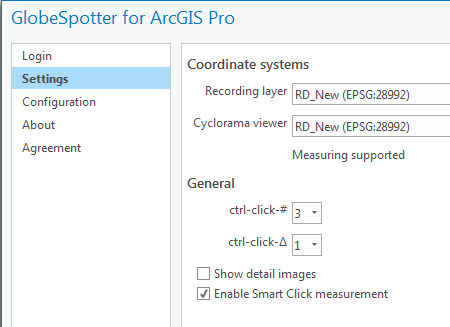 GlobeSpotter for ArcGIS Pro
Login
Settings
Configuration
About
Agreement
Coordinate systems
Recording layer RD_New (EPSG:28992)
Cyclorama viewer RD_New (EPSG:28992)
Measuring supported
General
ctrl-click-# 3
ctrl-click-Δ 1
Show detail images
Enable Smart Click measurement